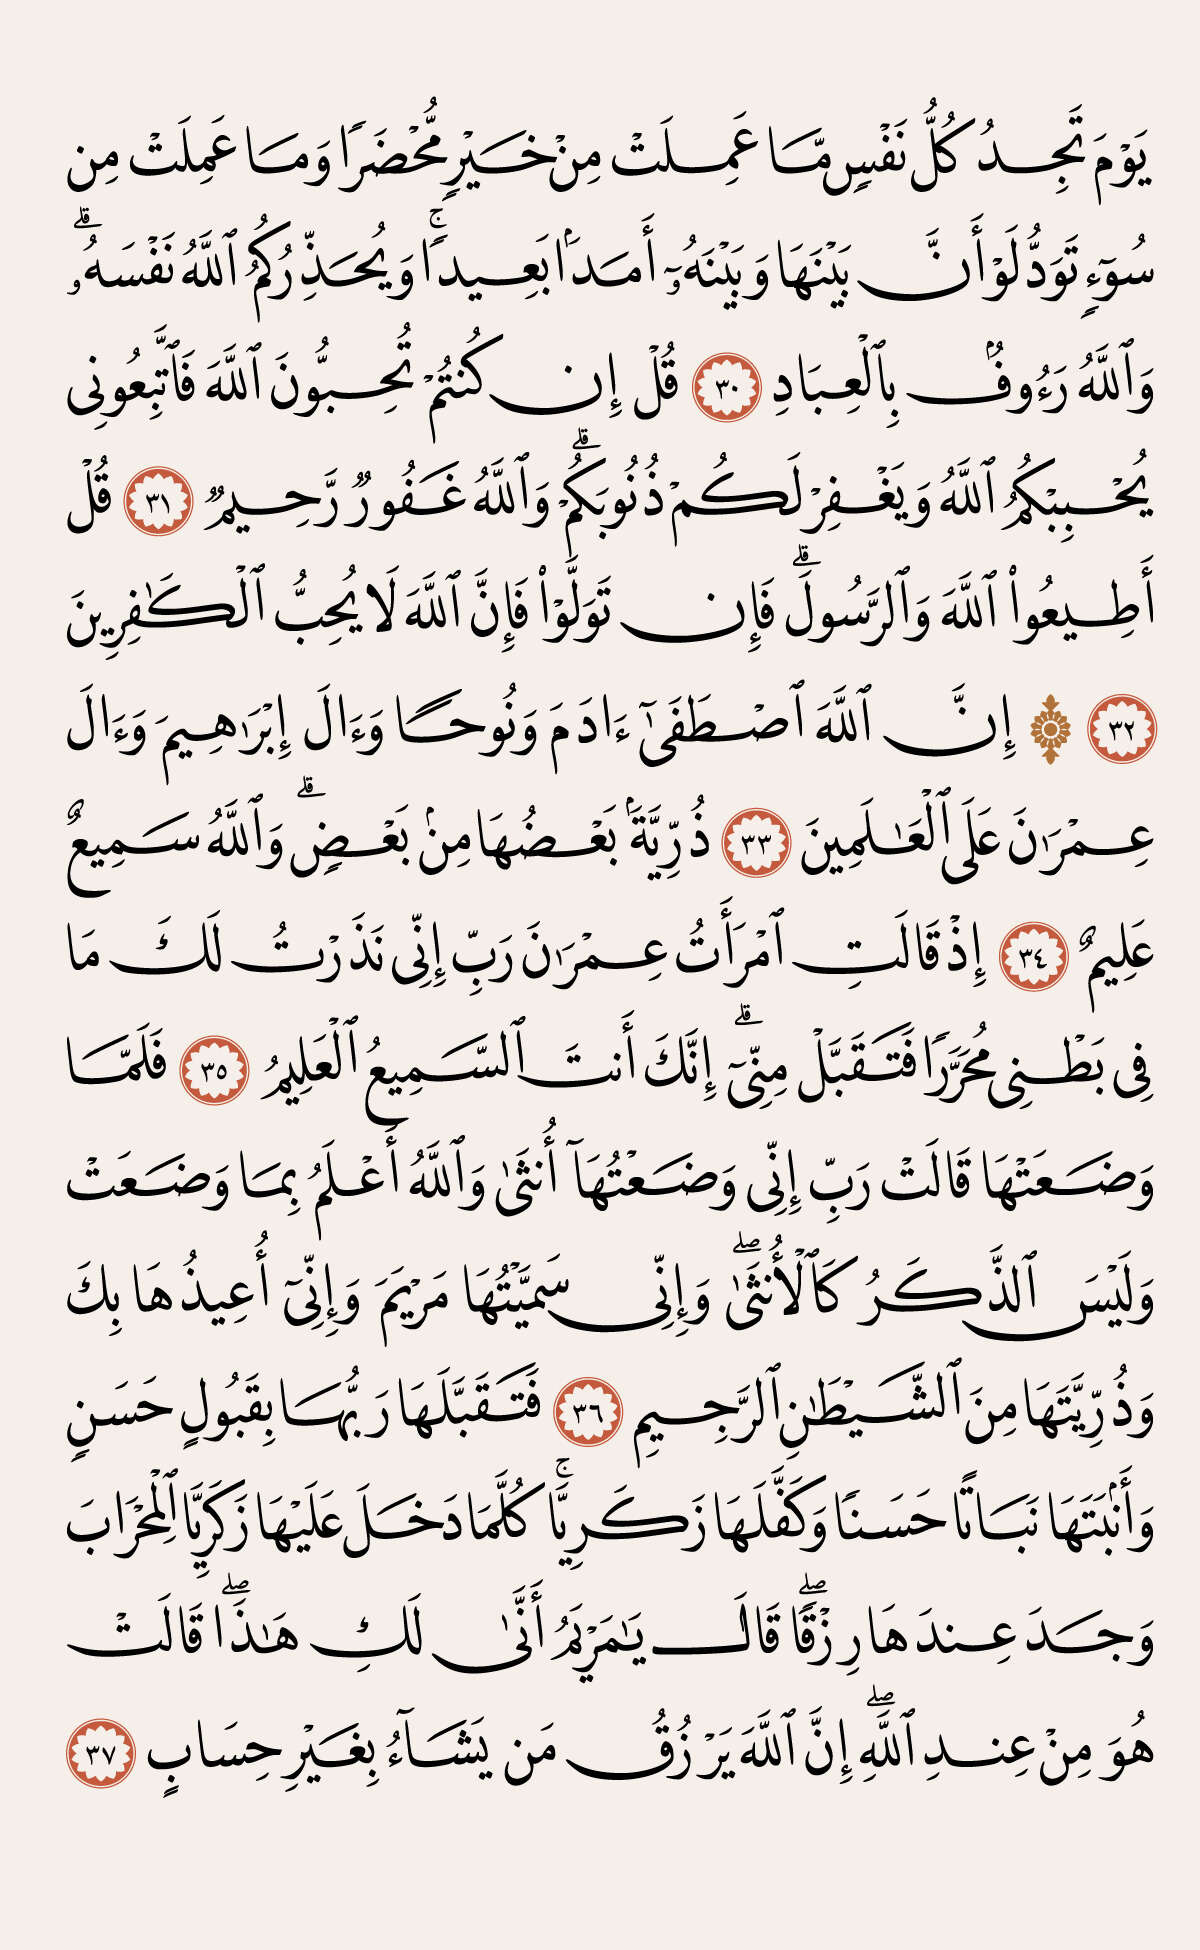 يَوْمَ تَجِدُ كُلُّ نَفْسٍ مَّا عَمِلَتْ مِنْ خَيْرٍ مُّحْضَرًا وَمَا عَمِلَتْ مِن
سُوٓءٍ تَوَدُّ لَوْ أَنَّ بَيْنَهَا وَبَيْنَهُۥٓ أَمَدَۢا بَعِيدًاۚ وَيُحَذِّرُكُمُ ٱللَّهُ نَفْسَهُۥۗ
وَٱللَّهُ رَءُوفُۢ بِٱلْعِبَادِ ٣٠ قُلْ إِن كُنتُمْ تُحِبُّونَ ٱللَّهَ فَٱتَّبِعُونِى
يُحْبِبْكُمُ ٱللَّهُ وَيَغْفِرْ لَكُمْ ذُنُوبَكُمْۗ وَٱللَّهُ غَفُورٌ رَّحِيمٌ ٣١ قُلْ
أَطِيعُوا۟ ٱللَّهَ وَٱلرَّسُولَۗ فَإِن تَوَلَّوْا۟ فَإِنَّ ٱللَّهَ لَا يُحِبُّ ٱلْكَٰفِرِينَ
٣٢ ۞ إِنَّ ٱللَّهَ ٱصْطَفَىٰٓ ءَادَمَ وَنُوحًا وَءَالَ إِبْرَٰهِيمَ وَءَالَ
عِمْرَٰنَ عَلَى ٱلْعَٰلَمِينَ ٣٣ ذُرِّيَّةَۢ بَعْضُهَا مِنۢ بَعْضٍۗ وَٱللَّهُ سَمِيعٌ
عَلِيمٌ ٣٤ إِذْ قَالَتِ ٱمْرَأَتُ عِمْرَٰنَ رَبِّ إِنِّى نَذَرْتُ لَكَ مَا
فِى بَطْنِى مُحَرَّرًا فَتَقَبَّلْ مِنِّىٓۗ إِنَّكَ أَنتَ ٱلسَّمِيعُ ٱلْعَلِيمُ ٣٥ فَلَمَّا
وَضَعَتْهَا قَالَتْ رَبِّ إِنِّى وَضَعْتُهَآ أُنثَىٰ وَٱللَّهُ أَعْلَمُ بِمَا وَضَعَتْ
وَلَيْسَ ٱلذَّكَرُ كَٱلْأُنثَىٰۖ وَإِنِّى سَمَّيْتُهَا مَرْيَمَ وَإِنِّىٓ أُعِيذُهَا بِكَ
وَذُرِّيَّتَهَا مِنَ ٱلشَّيْطَٰنِ ٱلرَّجِيمِ ٣٦ فَتَقَبَّلَهَا رَبُّهَا بِقَبُولٍ حَسَنٍ
وَأَنۢبَتَهَا نَبَاتًا حَسَنًا وَكَفَّلَهَا زَكَرِيَّاۚ كُلَّمَا دَخَلَ عَلَيْهَا زَكَرِيَّا ٱلْمِحْرَابَ
وَجَدَ عِندَهَا رِزْقًاۖ قَالَ يَٰمَرْيَمُ أَنَّىٰ لَكِ هَٰذَاۖ قَالَتْ
هُوَ مِنْ عِندِ ٱللَّهِۖ إِنَّ ٱللَّهَ يَرْزُقُ مَن يَشَآءُ بِغَيْرِ حِسَابٍ ٣٧